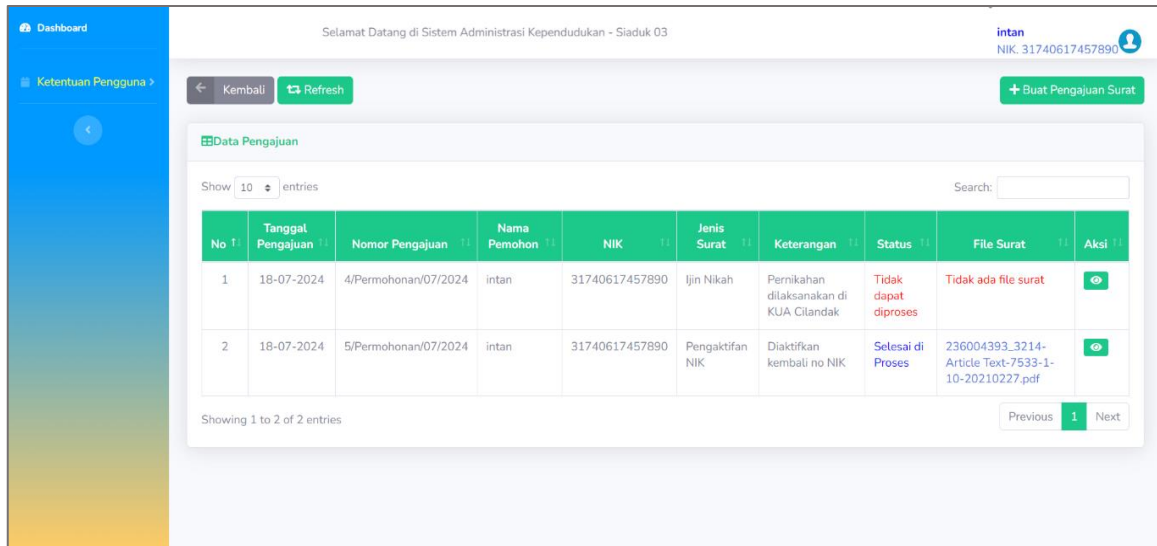 Dashboard
Selamat Datang di Sistem Administrasi Kependudukan - Siaduk 03
intan
NIK. 31740617457890
Ketentuan Pengguna >
Kembali
Refresh
+ Buat Pengajuan Surat
Data Pengajuan
Show 10 entries
Search:
No
Tanggal
Pengajuan
Nomor Pengajuan
Nama
Pemohon
NIK
Jenis
Surat
Keterangan
Status
File Surat
Aksi
1
18-07-2024
4/Permohonan/07/2024
intan
31740617457890
Ijin Nikah
Pernikahan
dilaksanakan di
KUA Cilandak
Tidak
dapat
diproses
Tidak ada file surat
2
18-07-2024
5/Permohonan/07/2024
intan
31740617457890
Pengaktifan
NIK
Diaktifkan
kembali no NIK
Selesai di
Proses
236004393_3214-
Article Text-7533-1-
10-20210227.pdf
Showing 1 to 2 of 2 entries
Previous 1 Next